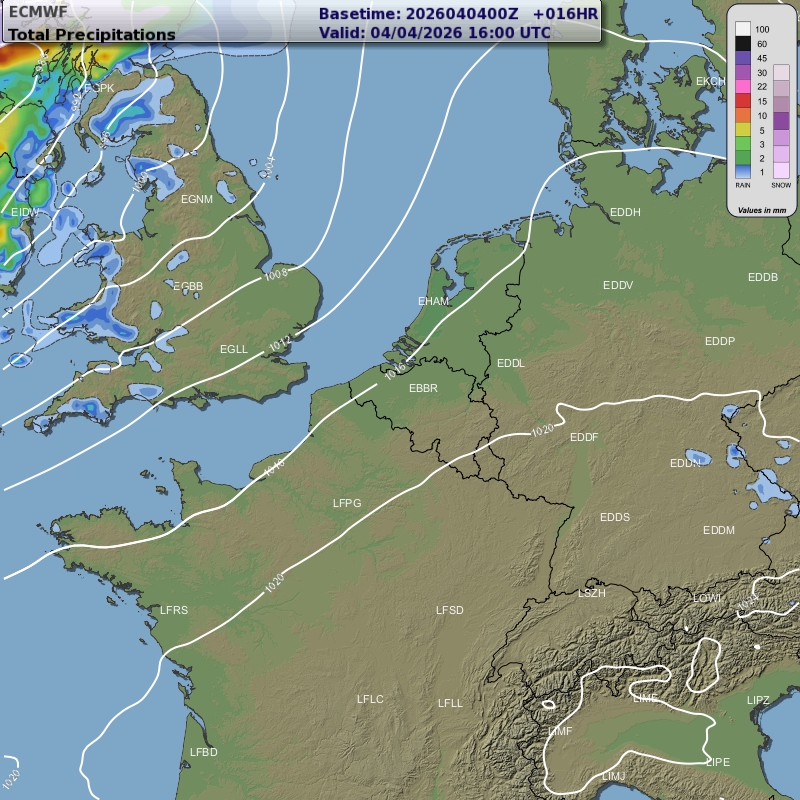 ECMWF
Basetime: 2026040400Z +016HR
Total Precipitations
Valid: 04/04/2026 16:00 UTC
100
60
45
30
22
15
10
5
3
2
1
RAIN SNOW
Values in mm
EKCH
EGPK
992
1004
EIDW
EGNM
EDDH
1008
EGBB
EDDV
EDDB
EHAM
1012
EGLL
EDDP
EDDL
1016
EBBR
1020
EDDF
EDDN
1016
LFPG
EDDS
EDDM
1020
LSZH
LOWI
1024
LFRS
LFSD
LFLC
LFLL
LIME
LIPZ
LIMF
LFBD
LIPE
1020
LIMJ